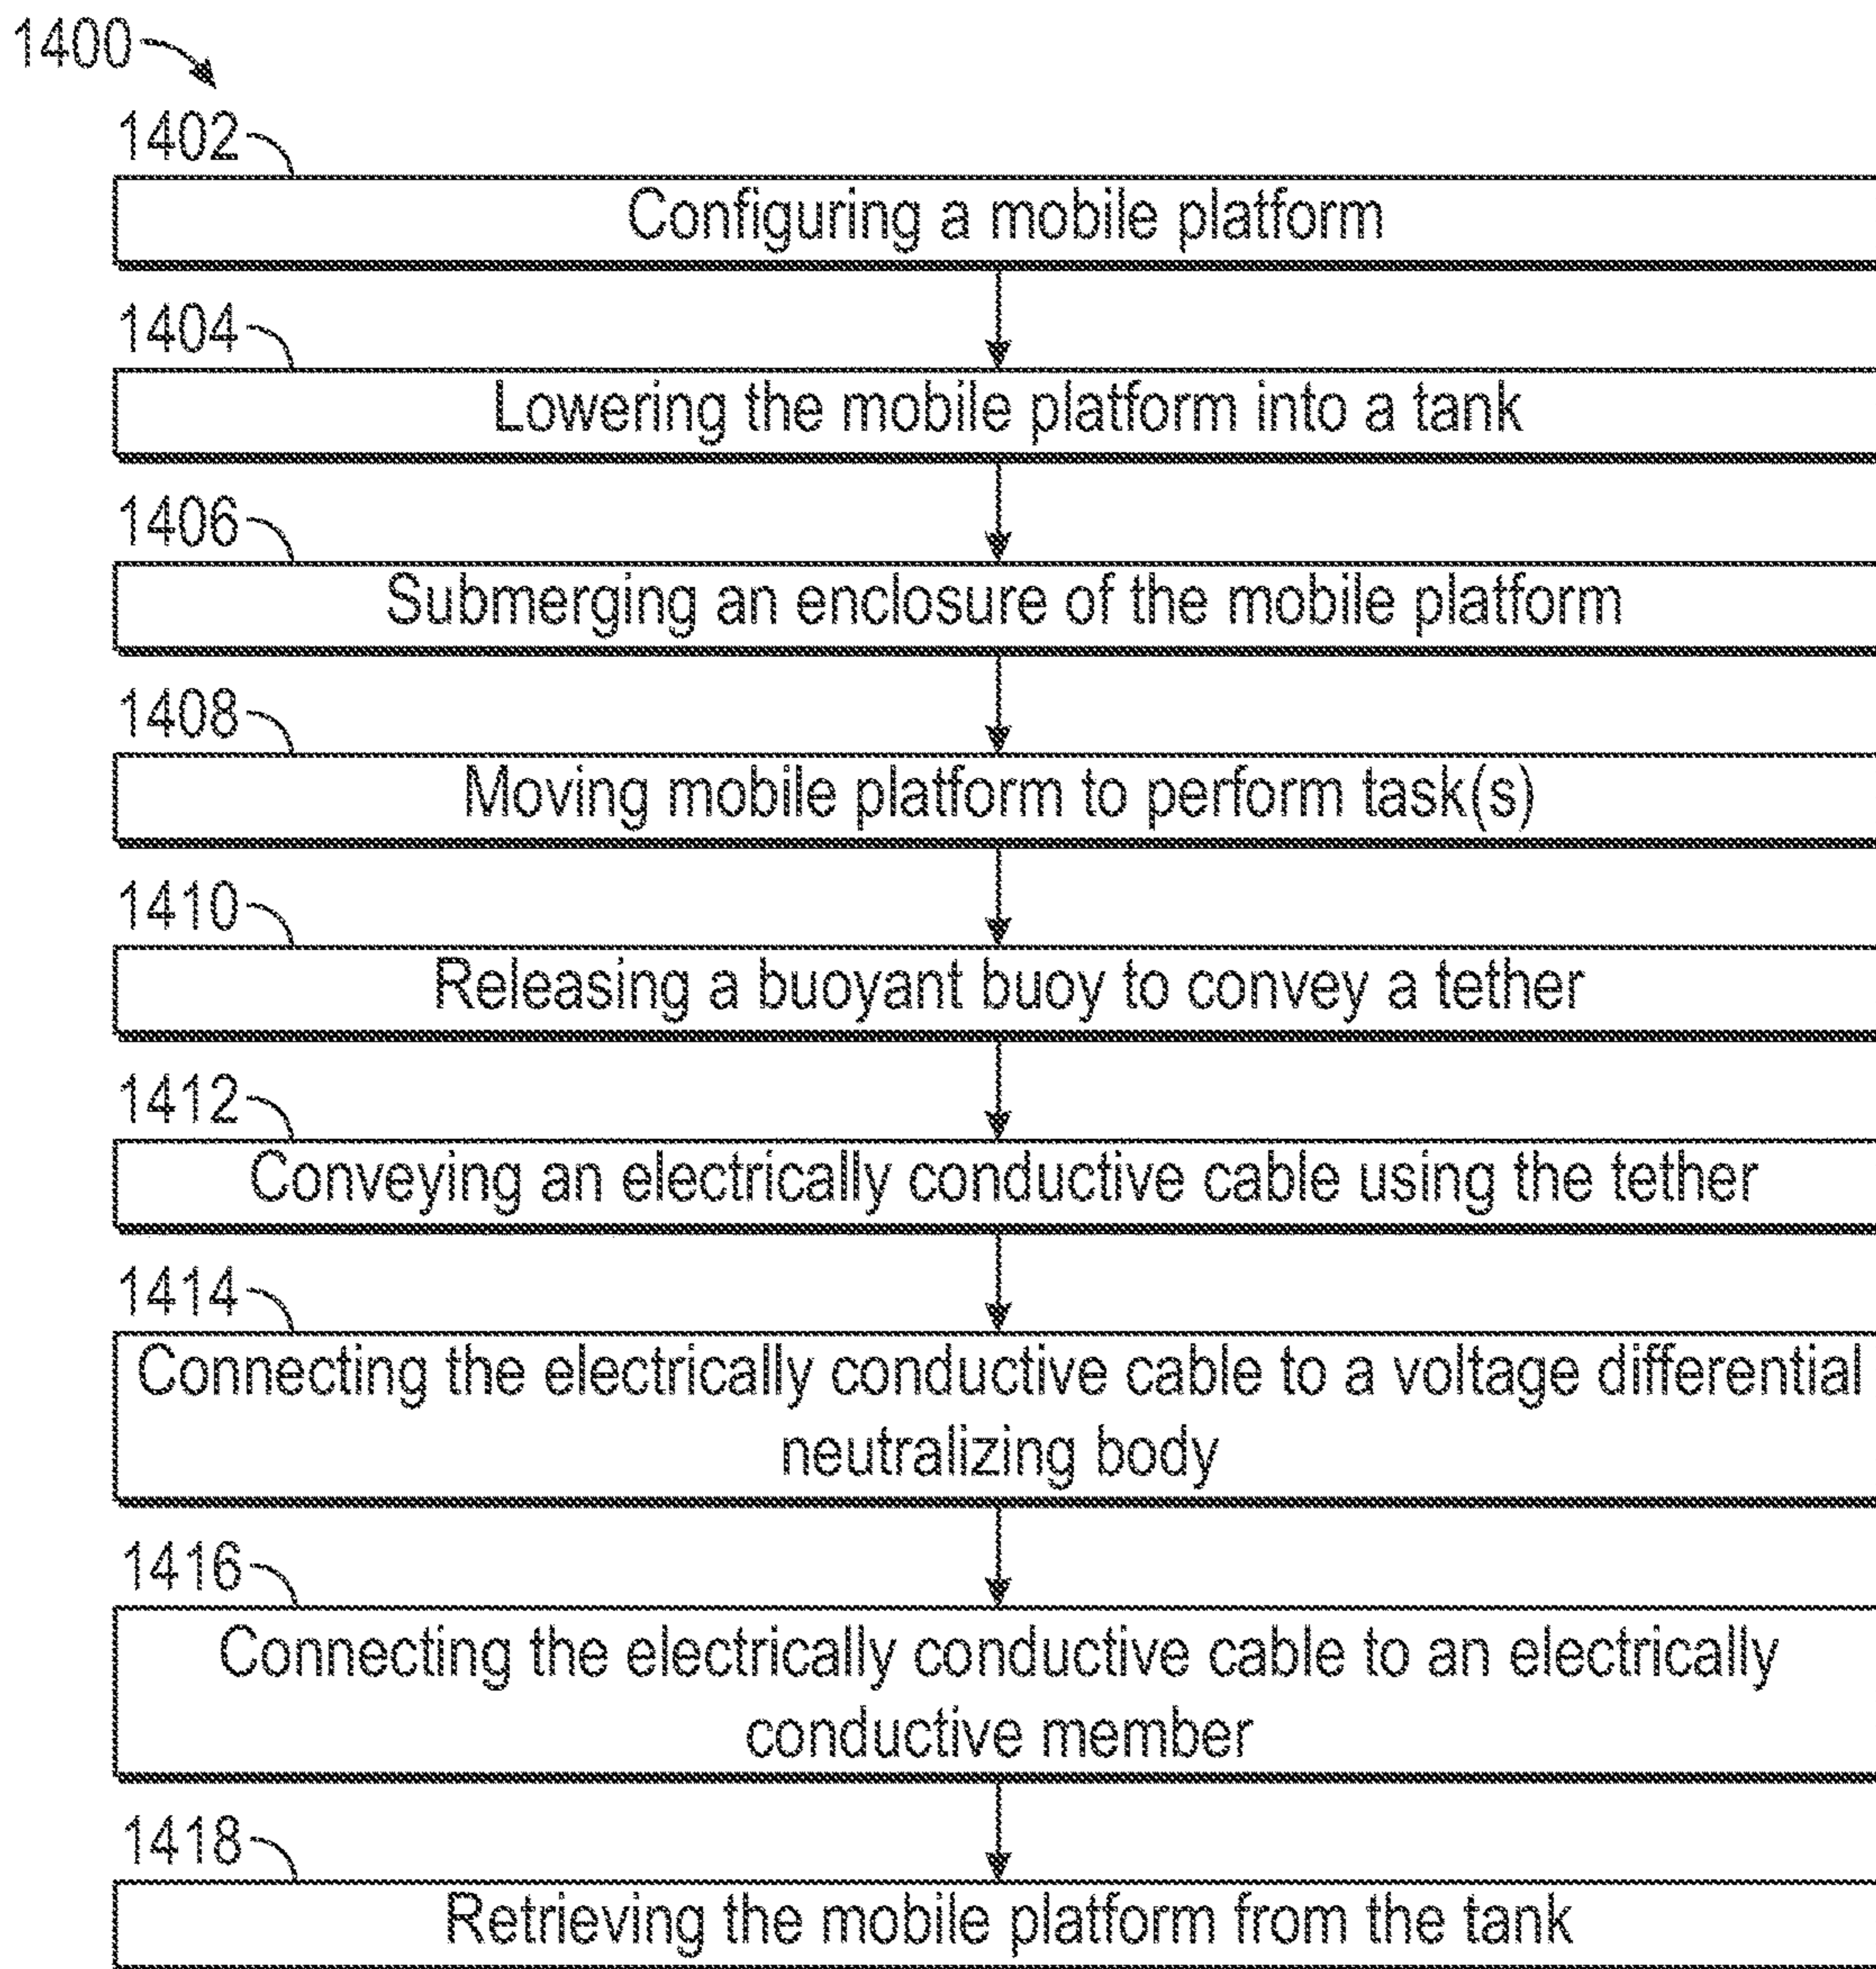 1400
1402
Configuring a mobile platform
1404
Lowering the mobile platform into a tank
1406
Submerging an enclosure of the mobile platform
1408
Moving mobile platform to perform task(s)
1410
Releasing a buoyant buoy to convey a tether
1412
Conveying an electrically conductive cable using the tether
1414
Connecting the electrically conductive cable to a voltage differential
neutralizing body
1416
Connecting the electrically conductive cable to an electrically
conductive member
1418
Retrieving the mobile platform from the tank